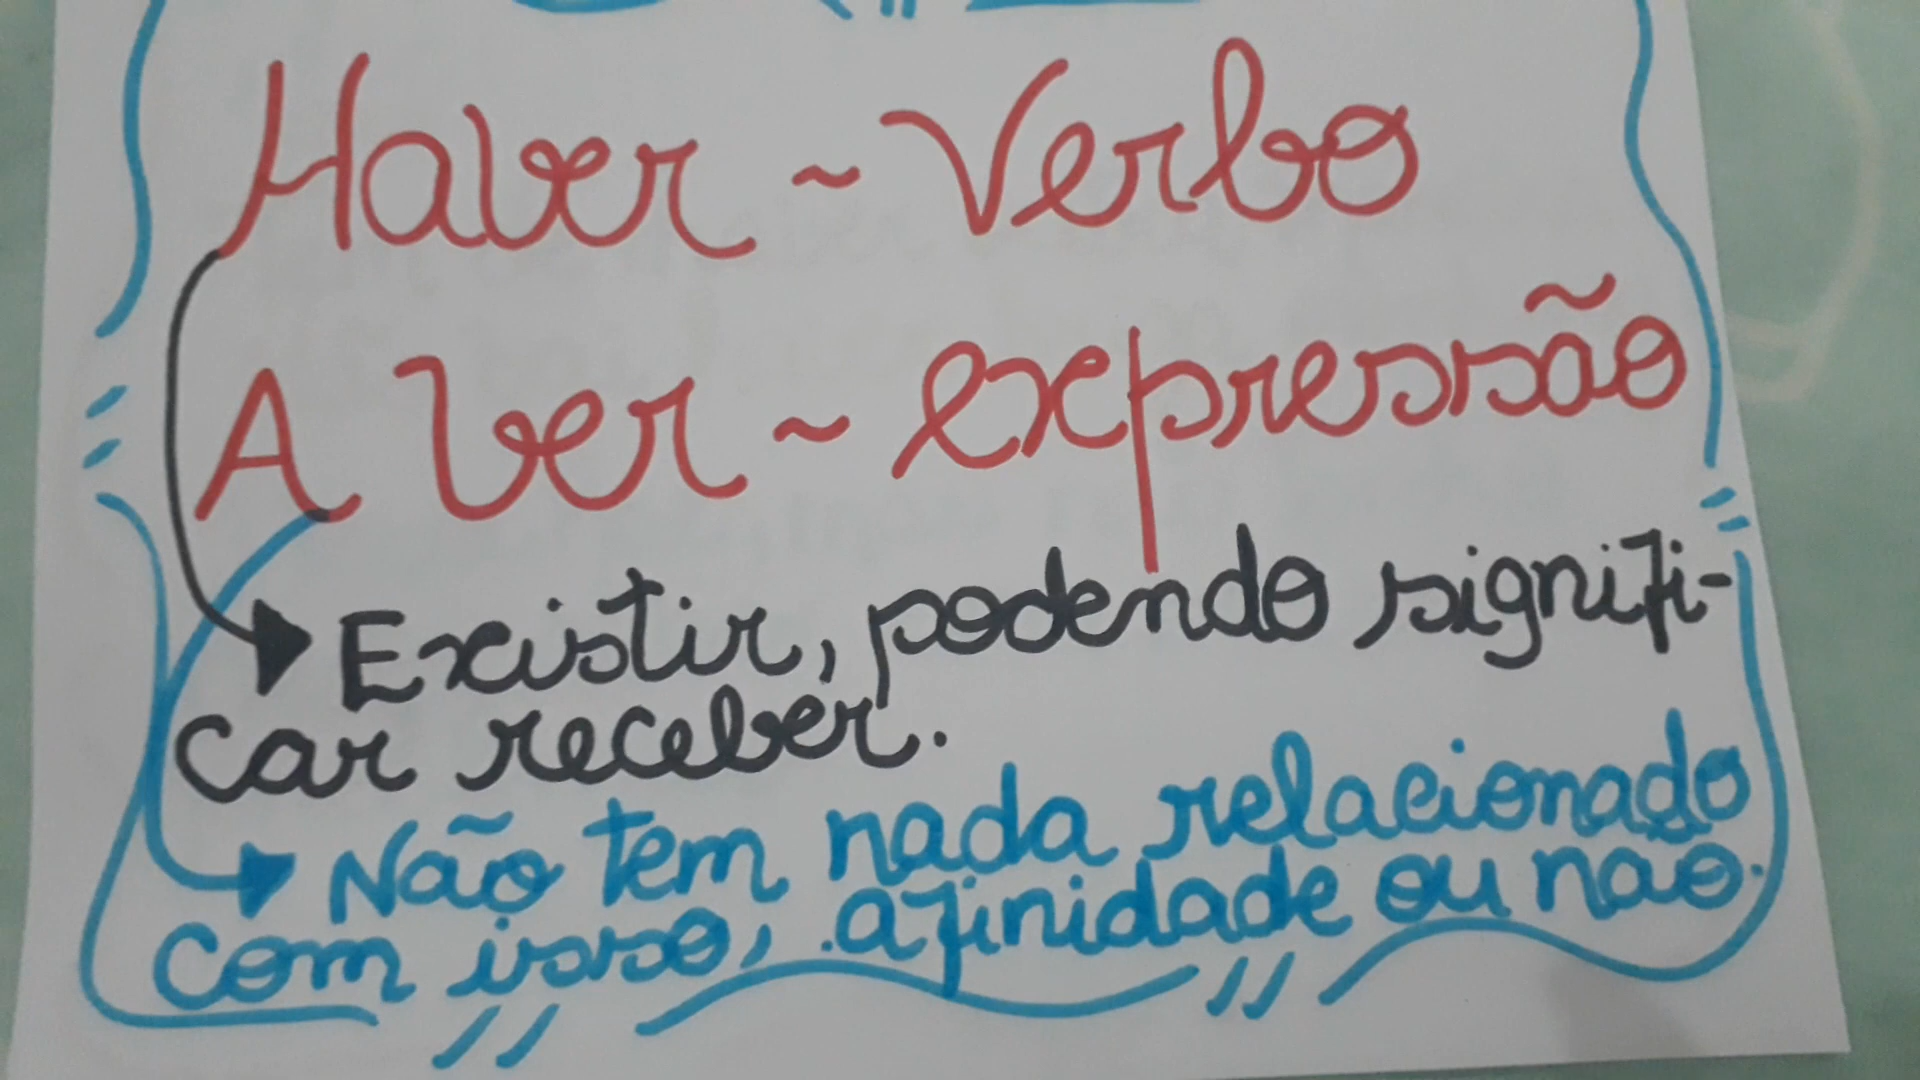 Haver ~ Verbo
A ver ~ expressão
Existir, podendo signifi-
car receber.
Não tem nada relacionado
com isso, afinidade ou não.